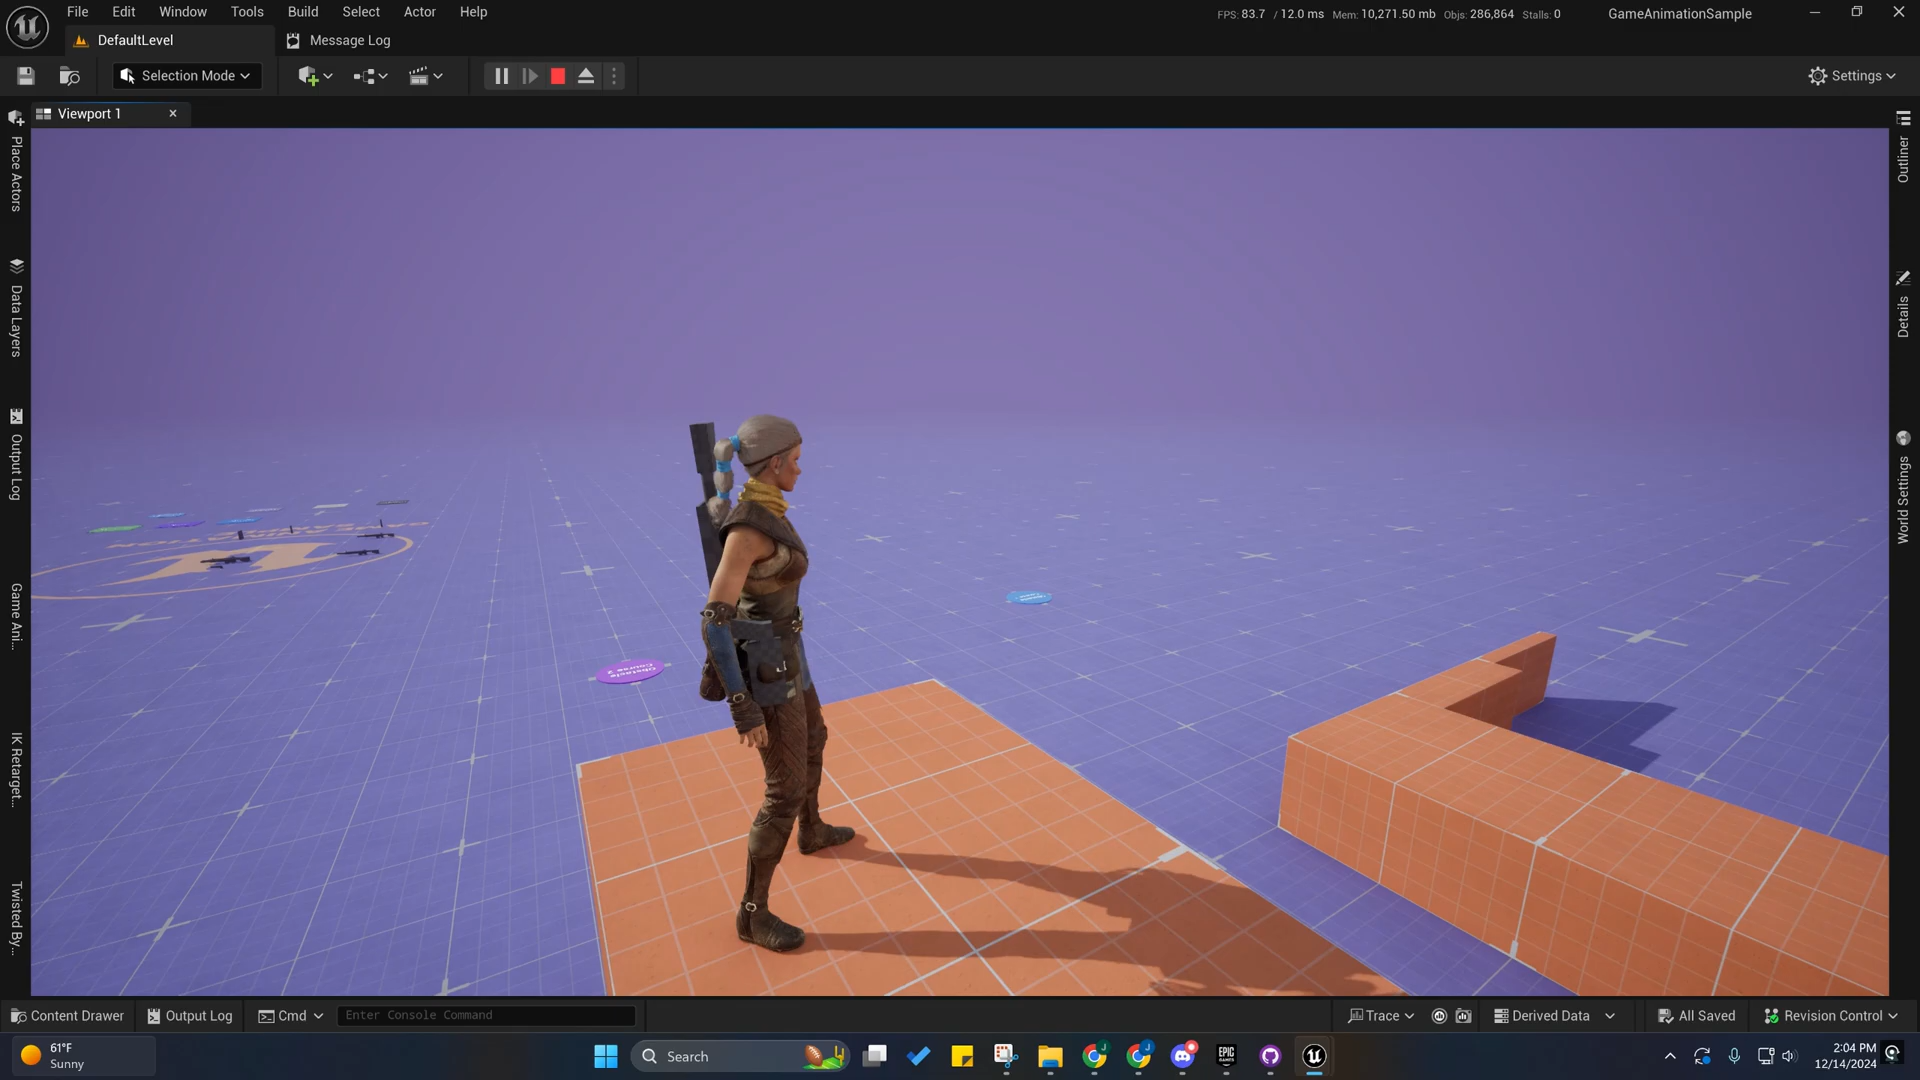 File Edit Window Tools Build Select Actor Help
FPS: 83.7 / 12.0 ms Mem: 10,271.50 mb Objs: 286,864 Stalls: 0
GameAnimationSample
DefaultLevel
Message Log
Selection Mode
Settings
Viewport 1
Place Actors
Data Layers
Output Log
Game Ani...
IK Retarget...
Twisted By...
Outliner
Details
World Settings
Obstacle
Content Drawer
Output Log
Cmd
Enter Console Command
Trace
Derived Data
All Saved
Revision Control
61°F
Sunny
Search
EPIC
GAMES
2:04 PM
12/14/2024